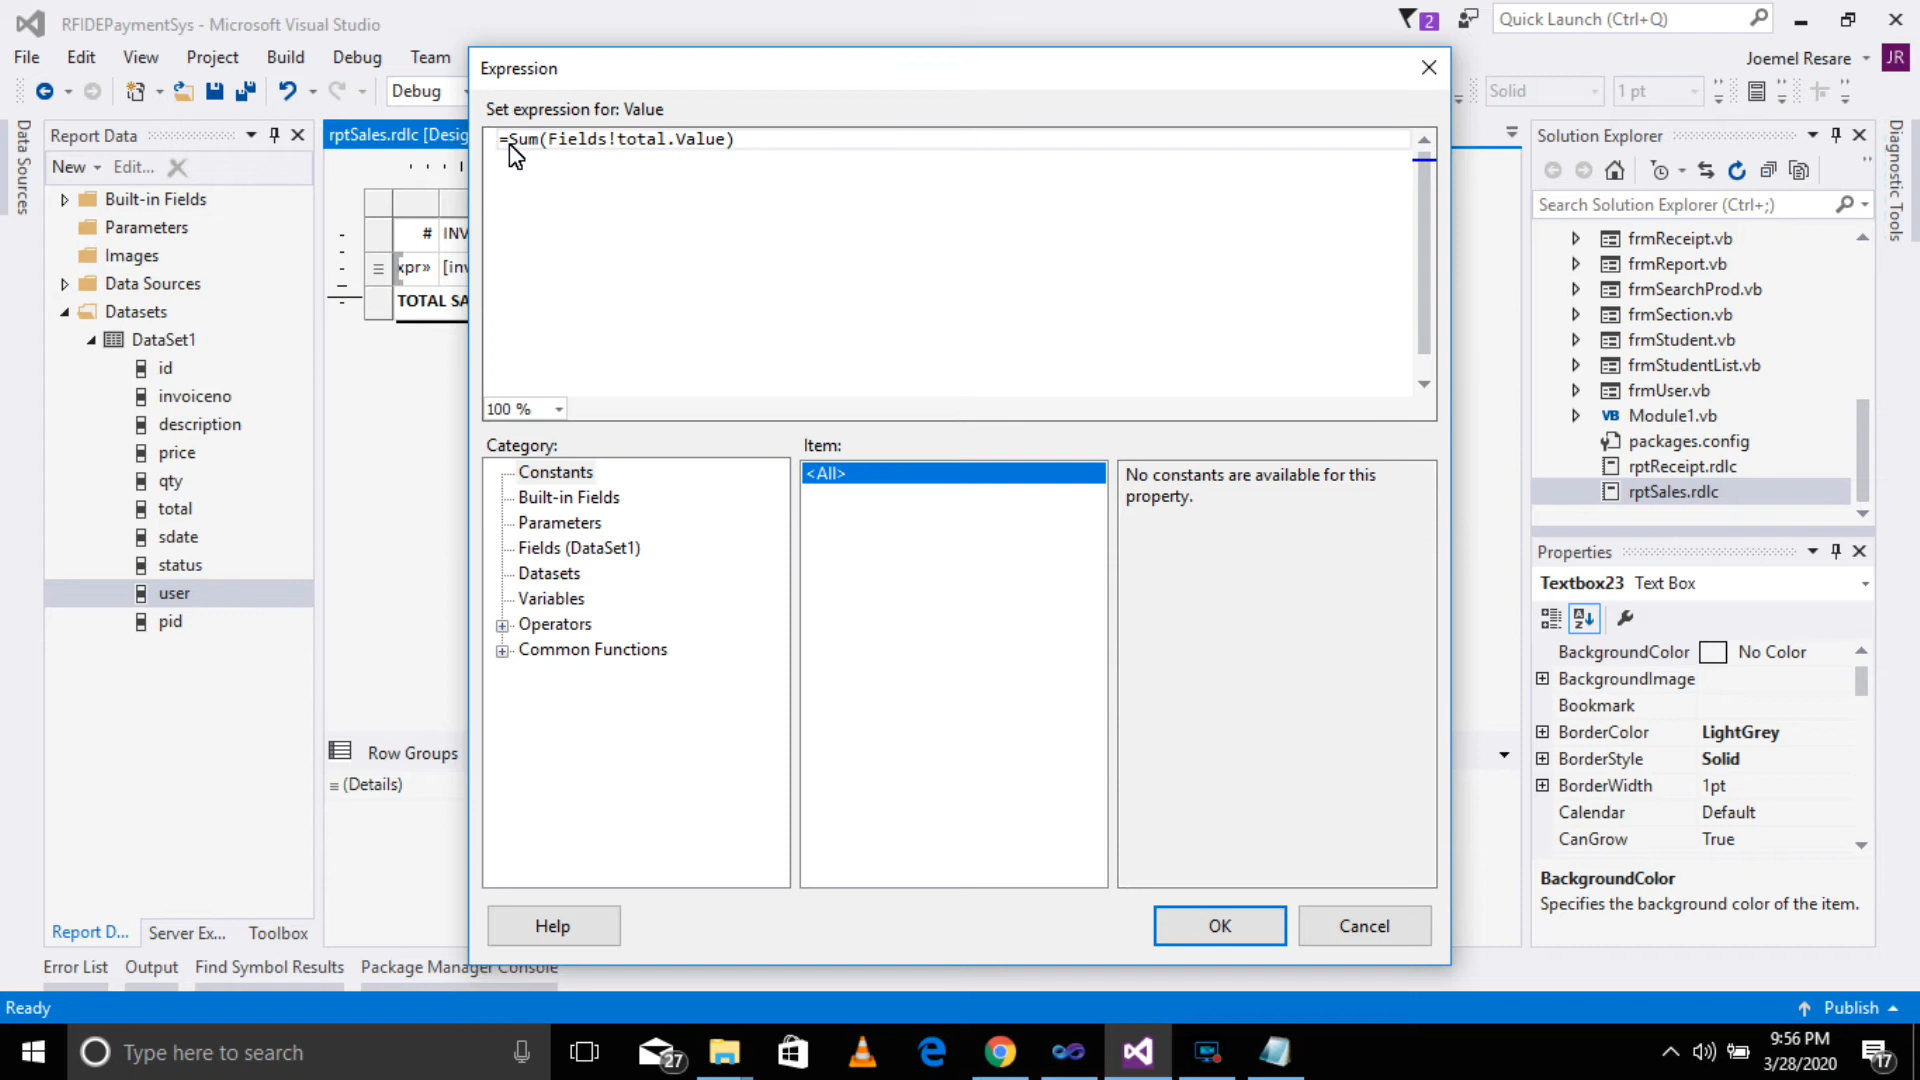 RFIDEPaymentSys - Microsoft Visual Studio
2
Quick Launch (Ctrl+Q)
File Edit View Project Build Debug Team
Joemel Resare JR
Debug
Solid 1 pt
Expression
Set expression for: Value
=Sum(Fields!total.Value)
100 %
Category:
Constants
Built-in Fields
Parameters
Fields (DataSet1)
Datasets
Variables
Operators
Common Functions
Item:
<All>
No constants are available for this
property.
Help OK Cancel
Data Sources
Report Data
New Edit...
Built-in Fields
Parameters
Images
Data Sources
Datasets
DataSet1
id
invoiceno
description
price
qty
total
sdate
status
user
pid
Report D... Server Ex... Toolbox
rptSales.rdlc [Desig
# INV
xpr» [inv
TOTAL SA
Row Groups
(Details)
Solution Explorer
Search Solution Explorer (Ctrl+;)
frmReceipt.vb
frmReport.vb
frmSearchProd.vb
frmSection.vb
frmStudent.vb
frmStudentList.vb
frmUser.vb
VB Module1.vb
packages.config
rptReceipt.rdlc
rptSales.rdlc
Diagnostic Tools
Properties
Textbox23 Text Box
BackgroundColor No Color
BackgroundImage
Bookmark
BorderColor LightGrey
BorderStyle Solid
BorderWidth 1pt
Calendar Default
CanGrow True
BackgroundColor
Specifies the background color of the item.
Error List Output Find Symbol Results Package Manager Console
Ready Publish
Type here to search
27
9:56 PM
3/28/2020
17